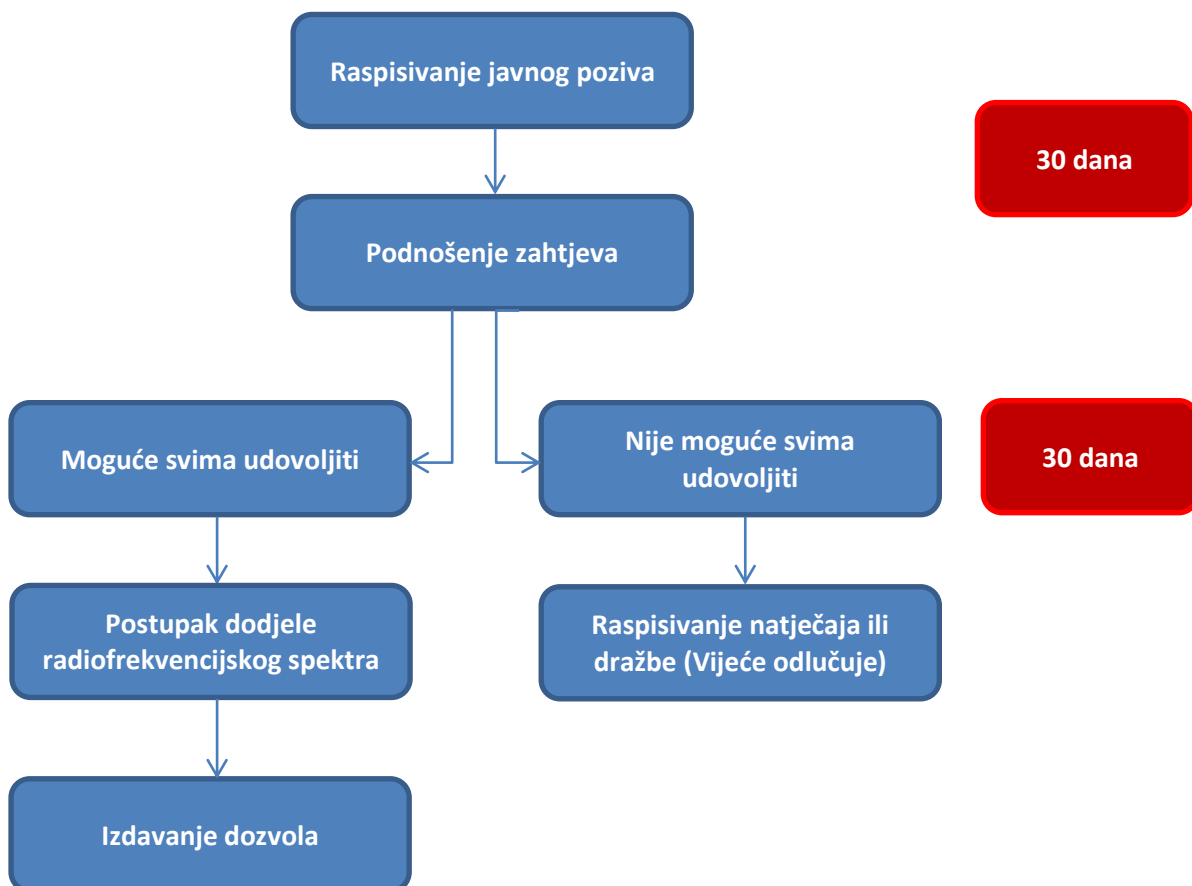 Raspisivanje javnog poziva
30 dana
Podnošenje zahtjeva
Moguće svima udovoljiti
Nije moguće svima
udovoljiti
30 dana
Postupak dodjele
radiofrekvencijskog spektra
Raspisivanje natječaja ili
dražbe (Vijeće odlučuje)
Izdavanje dozvola